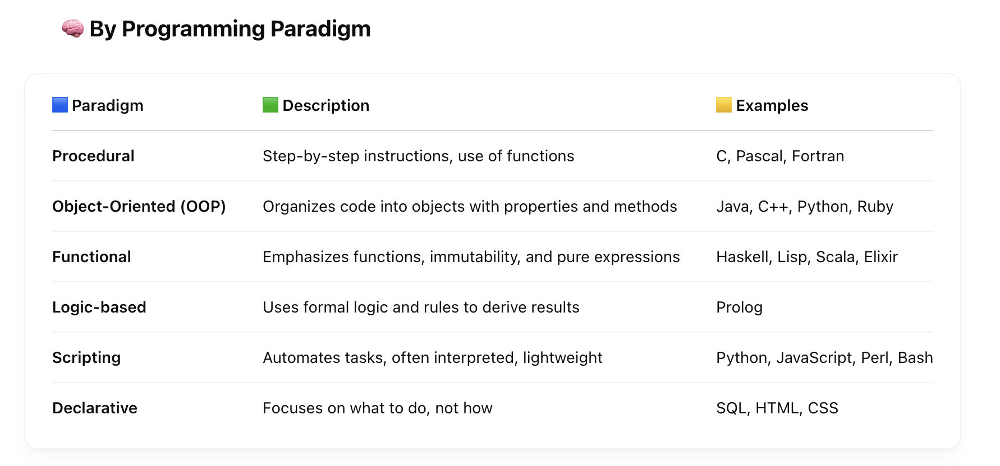 🧠 By Programming Paradigm
🟦 Paradigm 🟩 Description 🟨 Examples
Procedural Step-by-step instructions, use of functions C, Pascal, Fortran
Object-Oriented (OOP) Organizes code into objects with properties and methods Java, C++, Python, Ruby
Functional Emphasizes functions, immutability, and pure expressions Haskell, Lisp, Scala, Elixir
Logic-based Uses formal logic and rules to derive results Prolog
Scripting Automates tasks, often interpreted, lightweight Python, JavaScript, Perl, Bash
Declarative Focuses on what to do, not how SQL, HTML, CSS